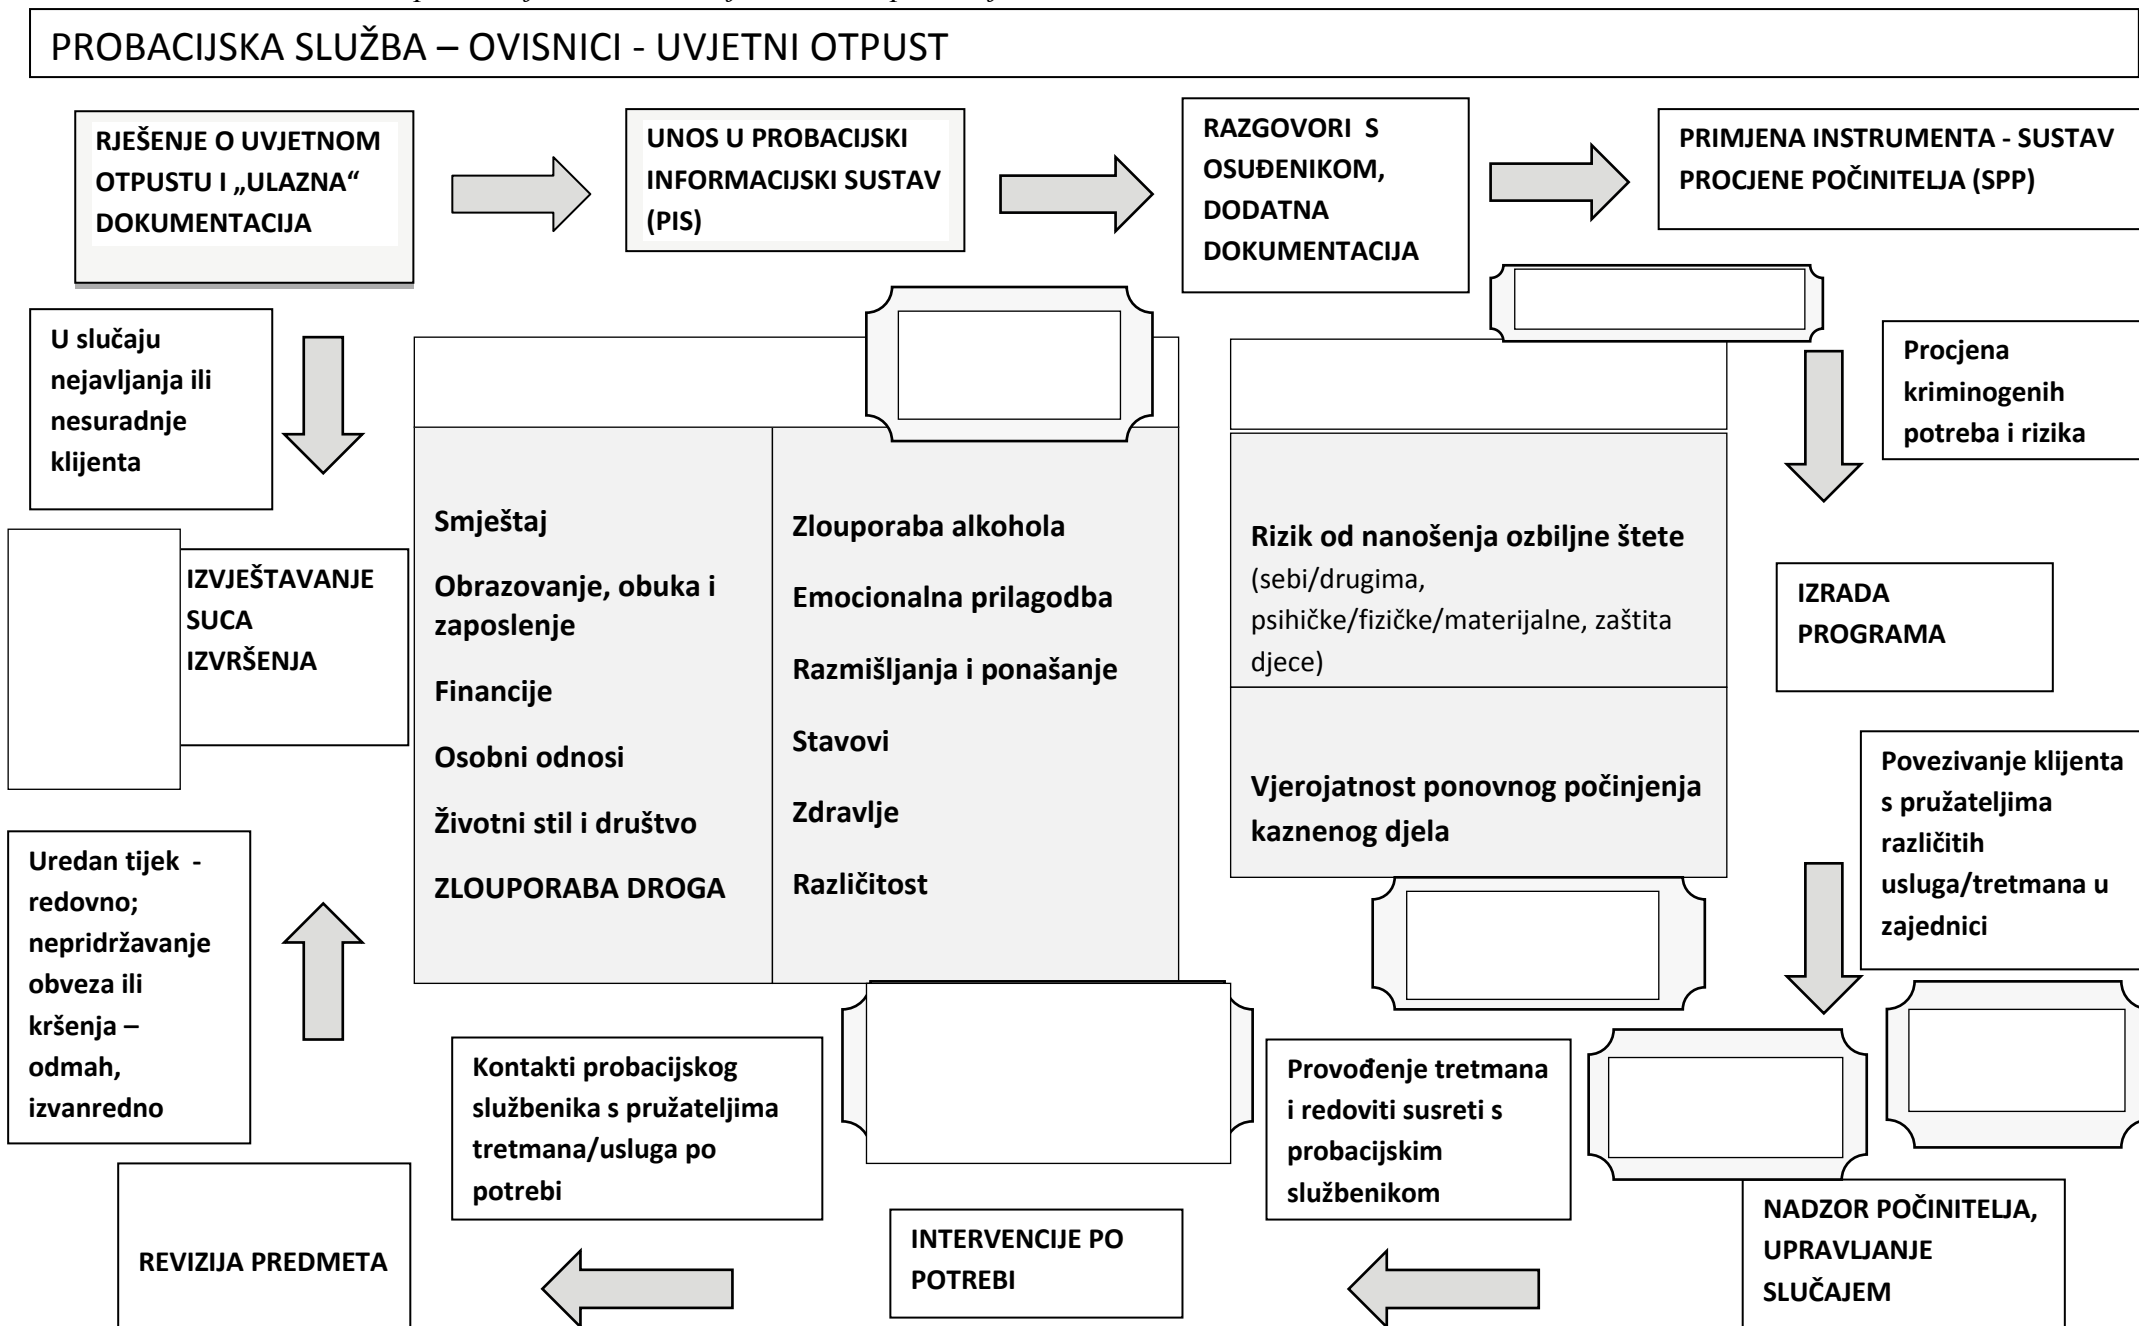 PROBACIJSKA SLUŽBA – OVISNICI - UVJETNI OTPUST
RJEŠENJE O UVJETNOM
OTPUSTU I „ULAZNA“
DOKUMENTACIJA
UNOS U PROBACIJSKI
INFORMACIJSKI SUSTAV
(PIS)
RAZGOVORI S
OSUĐENIKOM,
DODATNA
DOKUMENTACIJA
PRIMJENA INSTRUMENTA - SUSTAV
PROCJENE POČINITELJA (SPP)
U slučaju
nejavljanja ili
nesuradnje
klijenta
Procjena
kriminogenih
potreba i rizika
IZVJEŠTAVANJE
SUCA
IZVRŠENJA
Smještaj
Obrazovanje, obuka i
zaposlenje
Financije
Osobni odnosi
Životni stil i društvo
ZLOUPORABA DROGA
Zlouporaba alkohola
Emocionalna prilagodba
Razmišljanja i ponašanje
Stavovi
Zdravlje
Različitost
Rizik od nanošenja ozbiljne štete
(sebi/drugima,
psihičke/fizičke/materijalne, zaštita
djece)
Vjerojatnost ponovnog počinjenja
kaznenog djela
IZRADA
PROGRAMA
Povezivanje klijenta
s pružateljima
različitih
usluga/tretmana u
zajednici
Uredan tijek -
redovno;
nepridržavanje
obveza ili
kršenja –
odmah,
izvanredno
Kontakti probacijskog
službenika s pružateljima
tretmana/usluga po
potrebi
Provođenje tretmana
i redoviti susreti s
probacijskim
službenikom
REVIZIJA PREDMETA
INTERVENCIJE PO
POTREBI
NADZOR POČINITELJA,
UPRAVLJANJE
SLUČAJEM